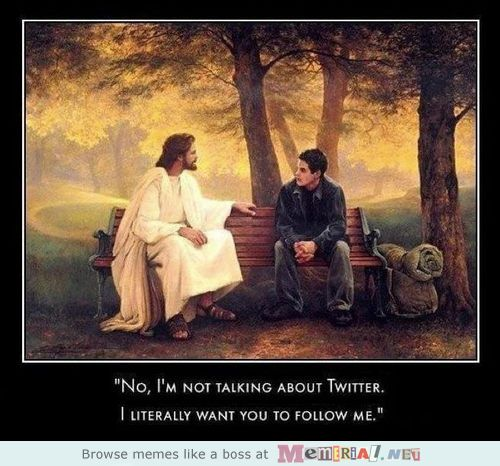 "No, I'm not talking about Twitter.
I literally want you to follow me."
Browse memes like a boss at MEMERIAL.NET